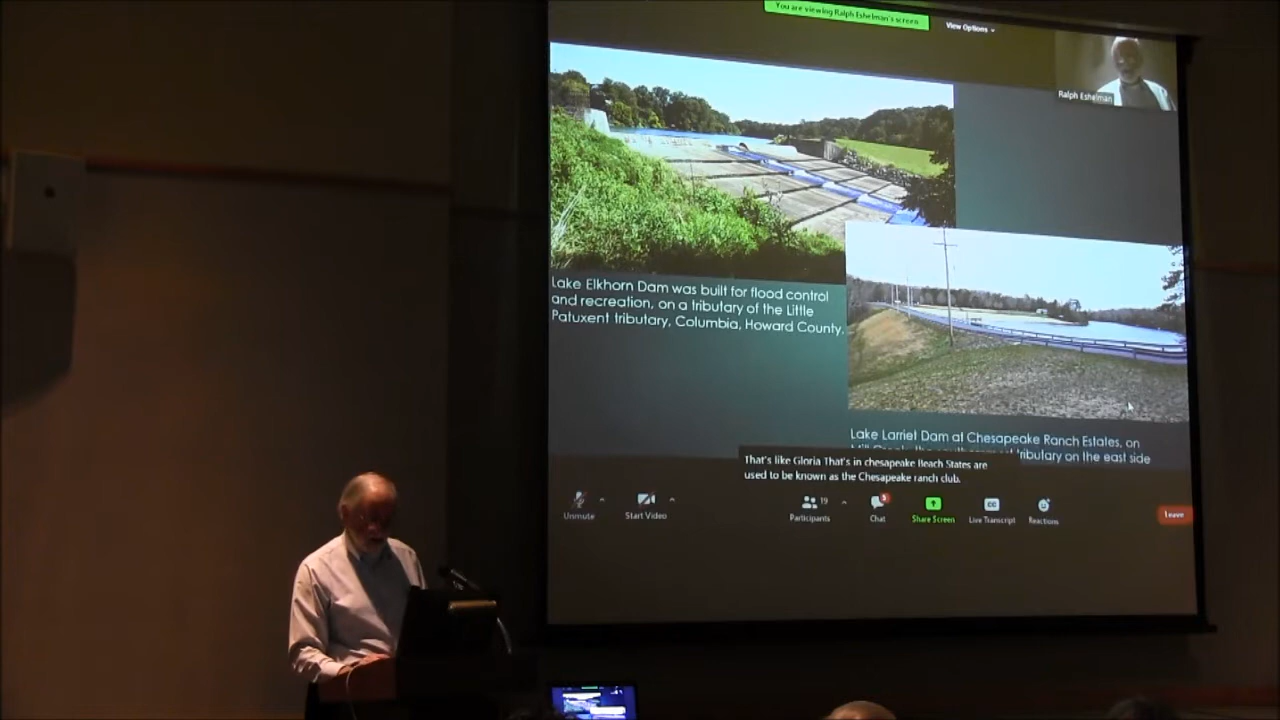 You are viewing Ralph Eshelman's screen
View Options
Ralph Eshelman
Lake Elkhorn Dam was built for flood control
and recreation, on a tributary of the Little
Patuxent tributary, Columbia, Howard County.
Lake Larriet Dam at Chesapeake Ranch Estates, on
tributary on the east side
That's like Gloria That's in chesapeake Beach States are
used to be known as the Chesapeake ranch club.
Unmute
Start Video
19
Participants
5
Chat
Share Screen
CC
Live Transcript
Reactions
Leave